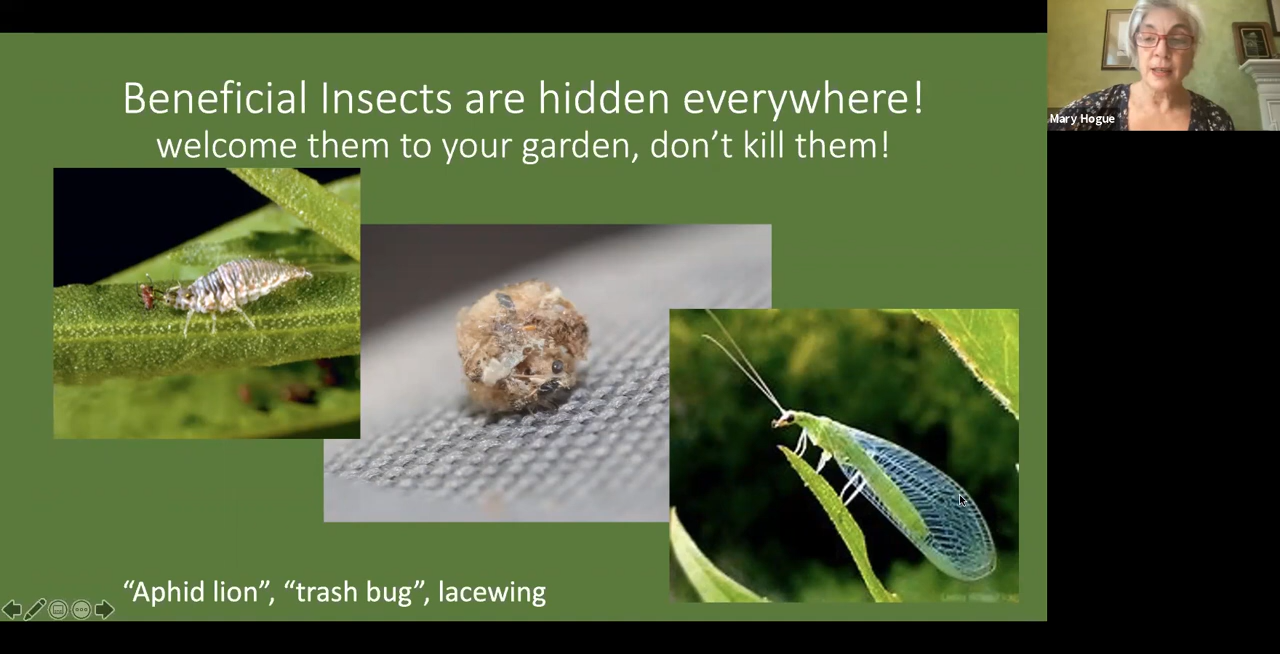 Beneficial Insects are hidden everywhere!
welcome them to your garden, don’t kill them!
Mary Hogue
“Aphid lion”, “trash bug”, lacewing